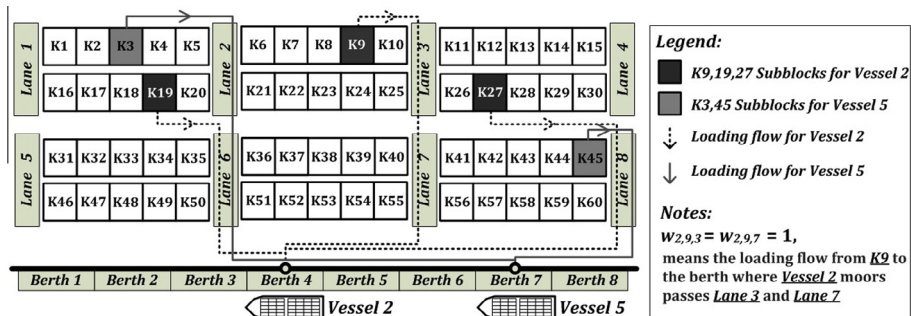 Lane 1
K1 K2 K3 K4 K5
Lane 2
K6 K7 K8 K9 K10
Lane 3
K11 K12 K13 K14 K15
Lane 4
K16 K17 K18 K19 K20
K21 K22 K23 K24 K25
K26 K27 K28 K29 K30
Lane 5
K31 K32 K33 K34 K35
Lane 6
K36 K37 K38 K39 K40
Lane 7
K41 K42 K43 K44 K45
Lane 8
K46 K47 K48 K49 K50
K51 K52 K53 K54 K55
K56 K57 K58 K59 K60
Berth 1 Berth 2 Berth 3 Berth 4 Berth 5 Berth 6 Berth 7 Berth 8
Vessel 2
Vessel 5
Legend:
K9,19,27 Subblocks for Vessel 2
K3,45 Subblocks for Vessel 5
Loading flow for Vessel 2
Loading flow for Vessel 5
Notes:
w2,9,3 = w2,9,7 = 1,
means the loading flow from K9 to
the berth where Vessel 2 moors
passes Lane 3 and Lane 7